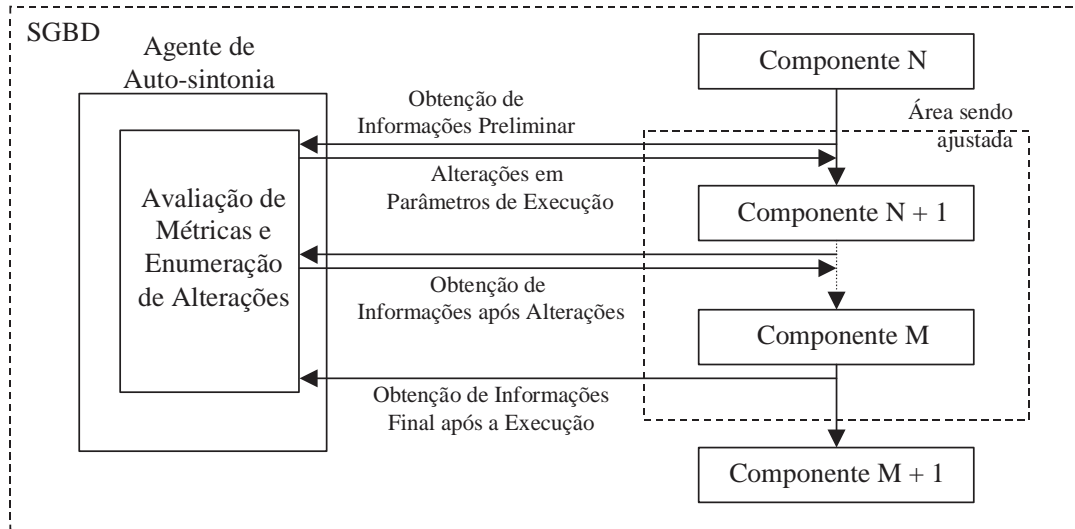 SGBD
Agente de
Auto-sintonia
Componente N
Obtenção de
Informações Preliminar
Área sendo
ajustada
Alterações em
Parâmetros de Execução
Avaliação de
Métricas e
Enumeração
de Alterações
Componente N + 1
Obtenção de
Informações após Alterações
Componente M
Obtenção de Informações
Final após a Execução
Componente M + 1